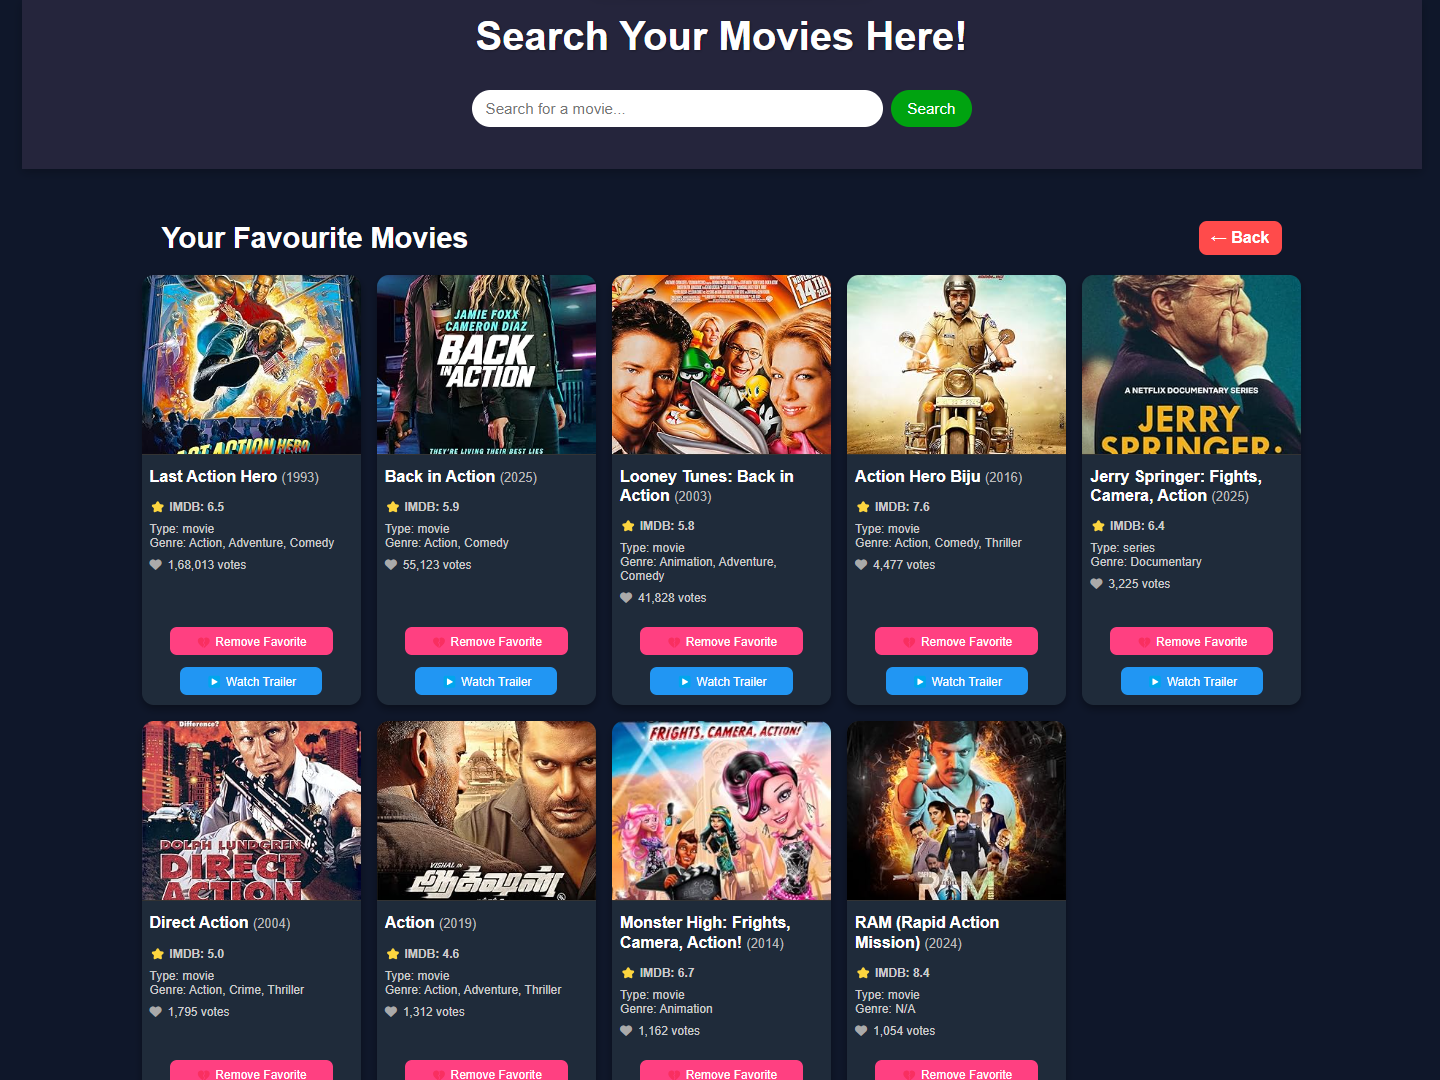 Search Your Movies Here!
Search for a movie...
Search
Your Favourite Movies
← Back
JAMIE FOXX
CAMERON DIAZ
BACK
IN ACTION
THEY'RE LIVING THEIR BEST LIES
NOVEMBER
14TH
A NETFLIX DOCUMENTARY SERIES
JERRY
SPRINGER:
LAST ACTION HERO
Last Action Hero (1993)
IMDB: 6.5
Type: movie
Genre: Action, Adventure, Comedy
1,68,013 votes
Remove Favorite
Watch Trailer
Back in Action (2025)
IMDB: 5.9
Type: movie
Genre: Action, Comedy
55,123 votes
Remove Favorite
Watch Trailer
Looney Tunes: Back in
Action (2003)
IMDB: 5.8
Type: movie
Genre: Animation, Adventure,
Comedy
41,828 votes
Remove Favorite
Watch Trailer
Action Hero Biju (2016)
IMDB: 7.6
Type: movie
Genre: Action, Comedy, Thriller
4,477 votes
Remove Favorite
Watch Trailer
Jerry Springer: Fights,
Camera, Action (2025)
IMDB: 6.4
Type: series
Genre: Documentary
3,225 votes
Remove Favorite
Watch Trailer
Difference?
DOLPH LUNDGREN
DIRECT
ACTION
Direct Action (2004)
IMDB: 5.0
Type: movie
Genre: Action, Crime, Thriller
1,795 votes
Remove Favorite
VISHAL IN
ஆக்‌ஷன்
Action (2019)
IMDB: 4.6
Type: movie
Genre: Action, Adventure, Thriller
1,312 votes
Remove Favorite
FRIGHTS, CAMERA, ACTION!
Monster High: Frights,
Camera, Action! (2014)
IMDB: 6.7
Type: movie
Genre: Animation
1,162 votes
Remove Favorite
RAM
RAM (Rapid Action
Mission) (2024)
IMDB: 8.4
Type: movie
Genre: N/A
1,054 votes
Remove Favorite